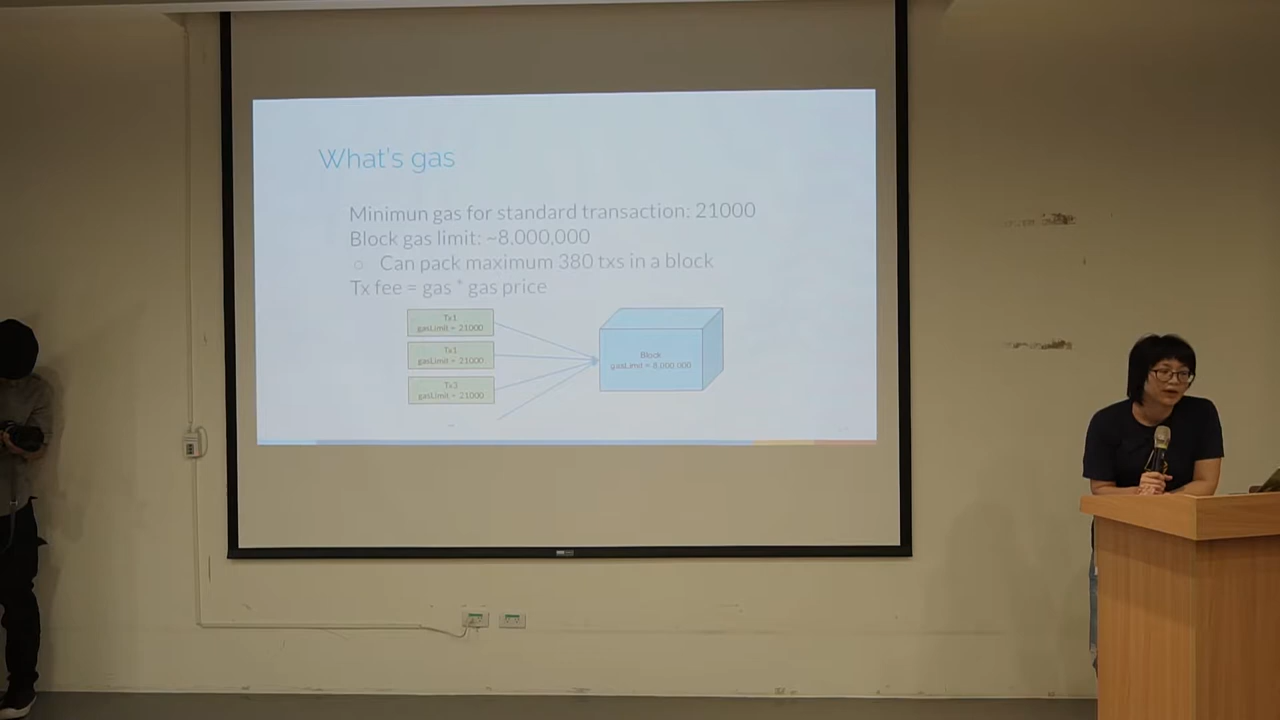 What's gas
Minimun gas for standard transaction: 21000
Block gas limit: ~8.000,000
Can pack maximum 380 txs in a block
Tx fee = gas * gas price
Tx1
gasLimit = 21000
Tx1
gasLimit = 21000
Tx3
gasLimit = 21000
Block
gasLimit = 8,000,000